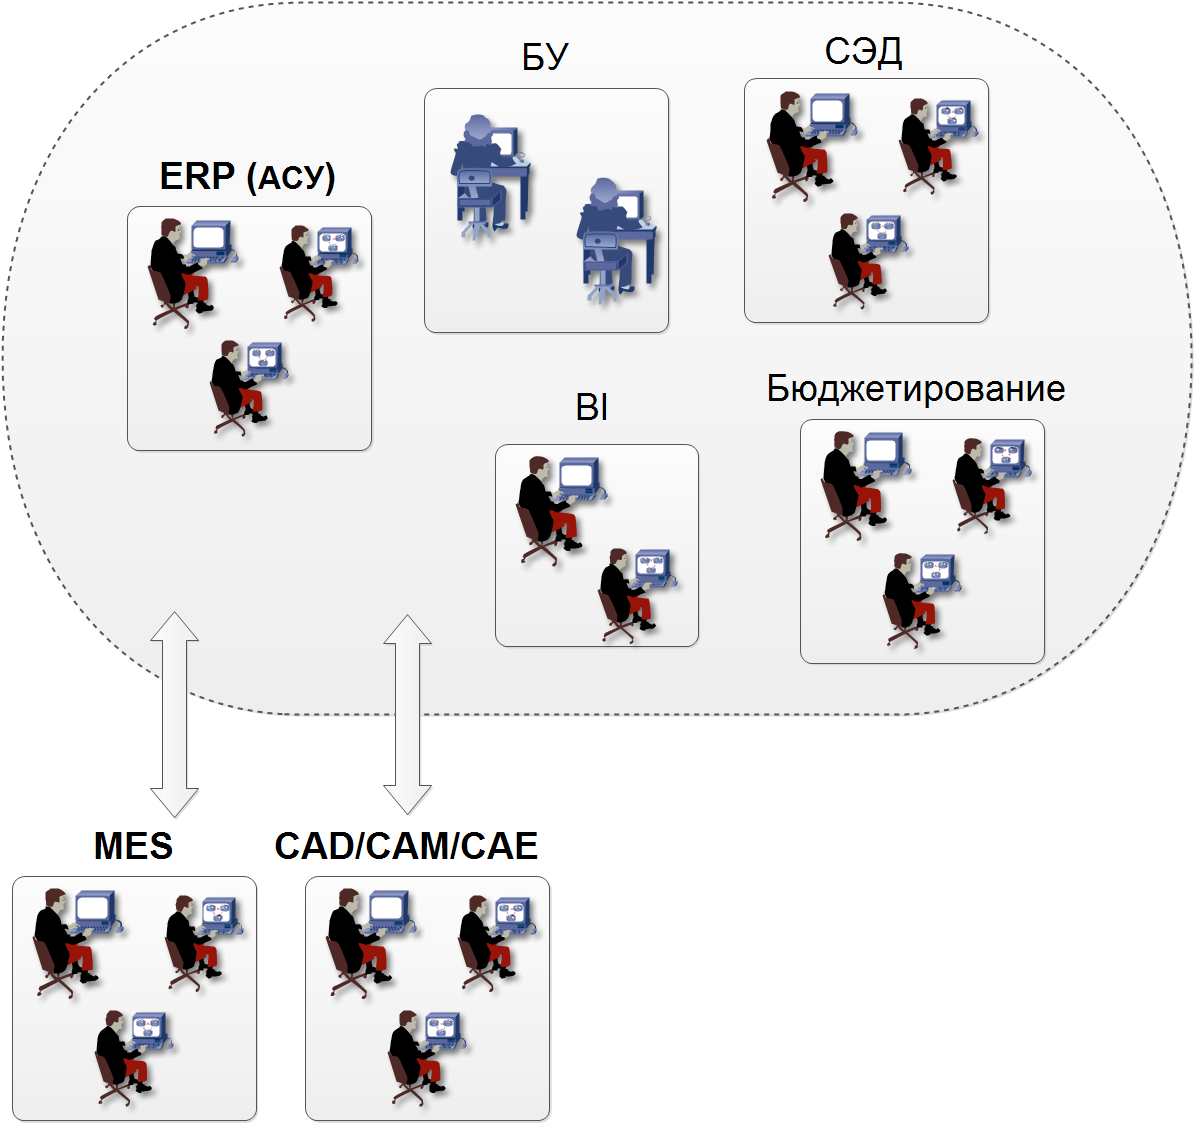 БУ
СЭД
ERP (АСУ)
BI
Бюджетирование
MES
CAD/CAM/CAE